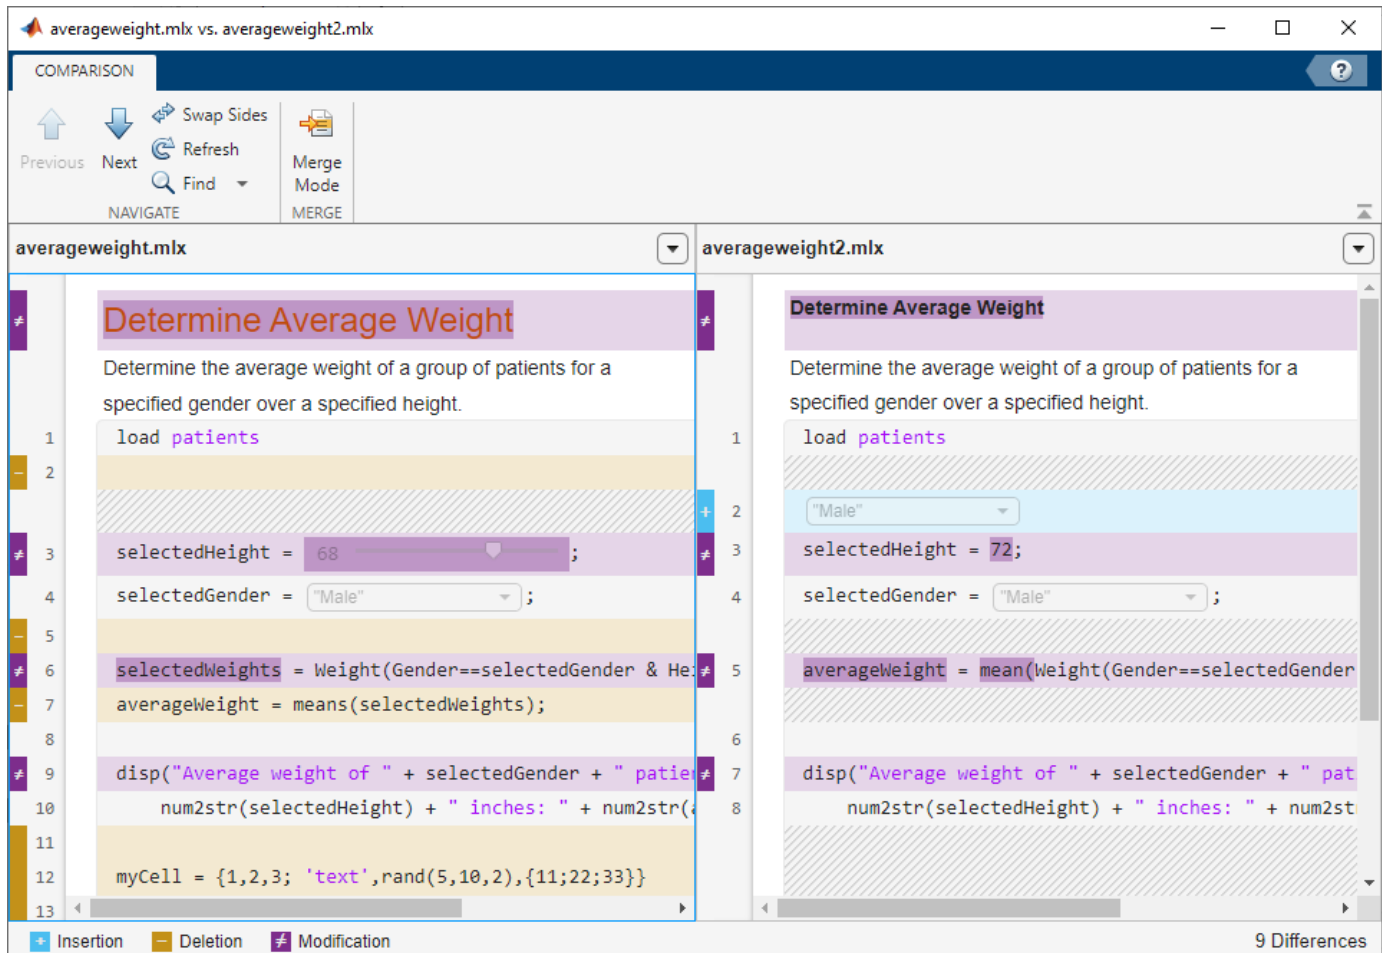 averageweight.mlx vs. averageweight2.mlx
COMPARISON
?
Previous
Next
Swap Sides
Refresh
Find
Merge
Mode
NAVIGATE
MERGE
averageweight.mlx
Determine Average Weight
Determine the average weight of a group of patients for a
specified gender over a specified height.
1 load patients
2
3 selectedHeight = 68 ;
4 selectedGender = "Male" ;
5
6 selectedWeights = Weight(Gender==selectedGender & He
7 averageWeight = means(selectedWeights);
8
9 disp("Average weight of " + selectedGender + " patie
10 num2str(selectedHeight) + " inches: " + num2str(
11
12 myCell = {1,2,3; 'text',rand(5,10,2),{11;22;33}}
13
averageweight2.mlx
Determine Average Weight
Determine the average weight of a group of patients for a
specified gender over a specified height.
1 load patients
2 "Male"
3 selectedHeight = 72;
4 selectedGender = "Male" ;
5 averageWeight = mean(Weight(Gender==selectedGender
6
7 disp("Average weight of " + selectedGender + " pat
8 num2str(selectedHeight) + " inches: " + num2st
+ Insertion − Deletion ≠ Modification
9 Differences